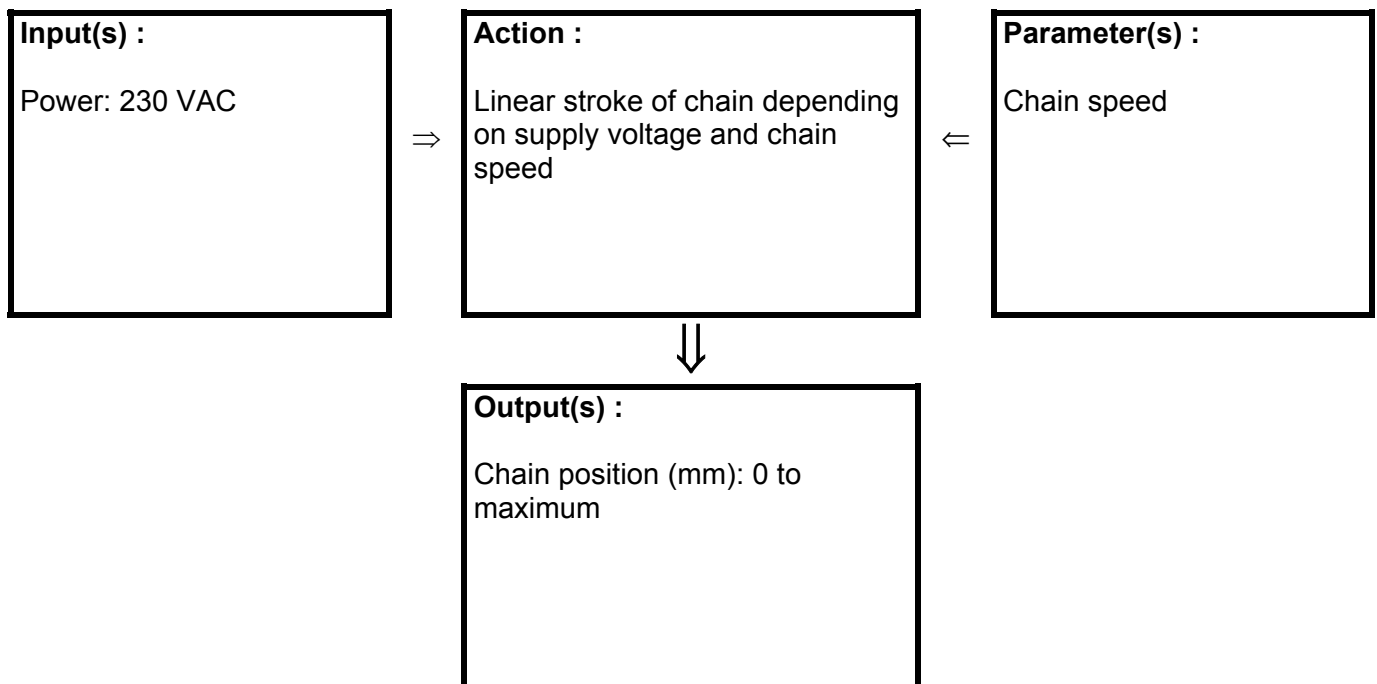 Input(s) :
Power: 230 VAC
⇒
Action :
Linear stroke of chain depending
on supply voltage and chain
speed
⇐
Parameter(s) :
Chain speed
⇓
Output(s) :
Chain position (mm): 0 to
maximum